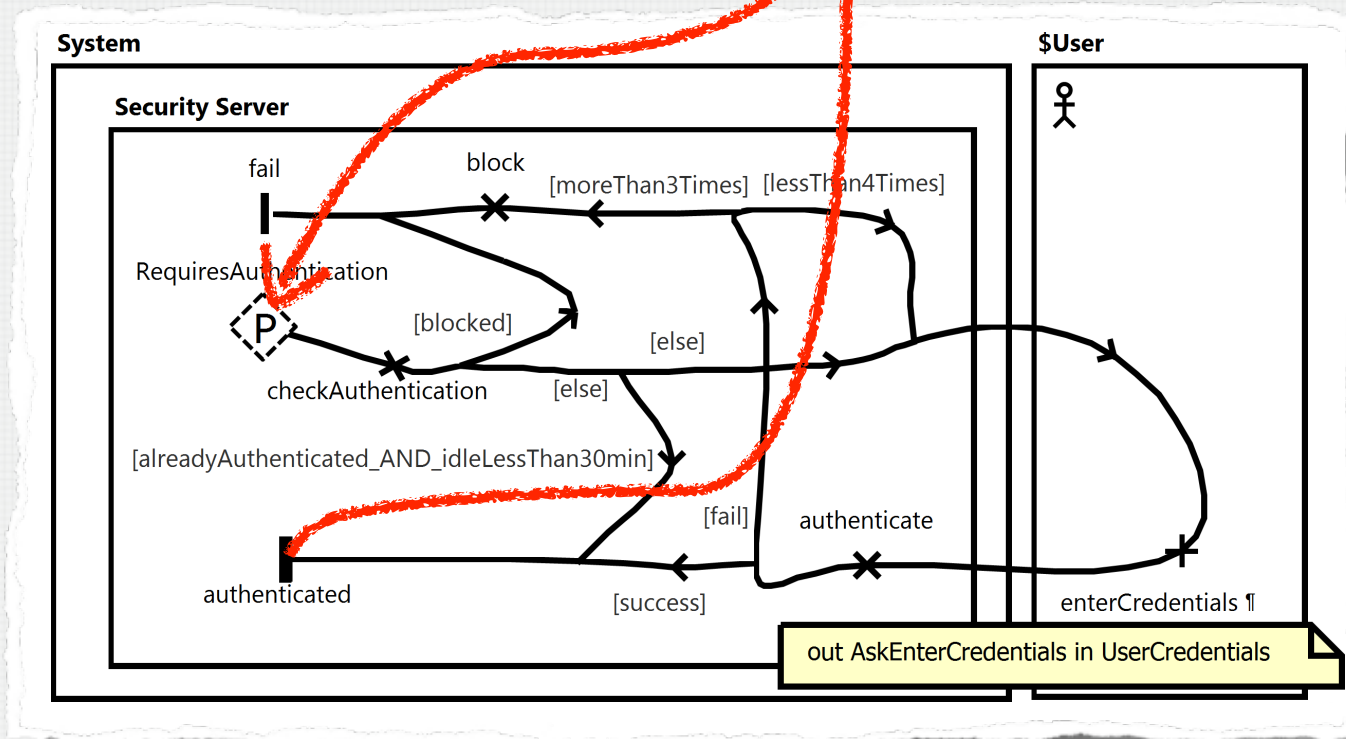 System
$User
Security Server
fail
block
[moreThan3Times]
[lessThan4Times]
RequiresAuthentication
P
[blocked]
[else]
checkAuthentication
[else]
[alreadyAuthenticated_AND_idleLessThan30min]
[fail]
authenticate
authenticated
[success]
enterCredentials ¶
out AskEnterCredentials in UserCredentials